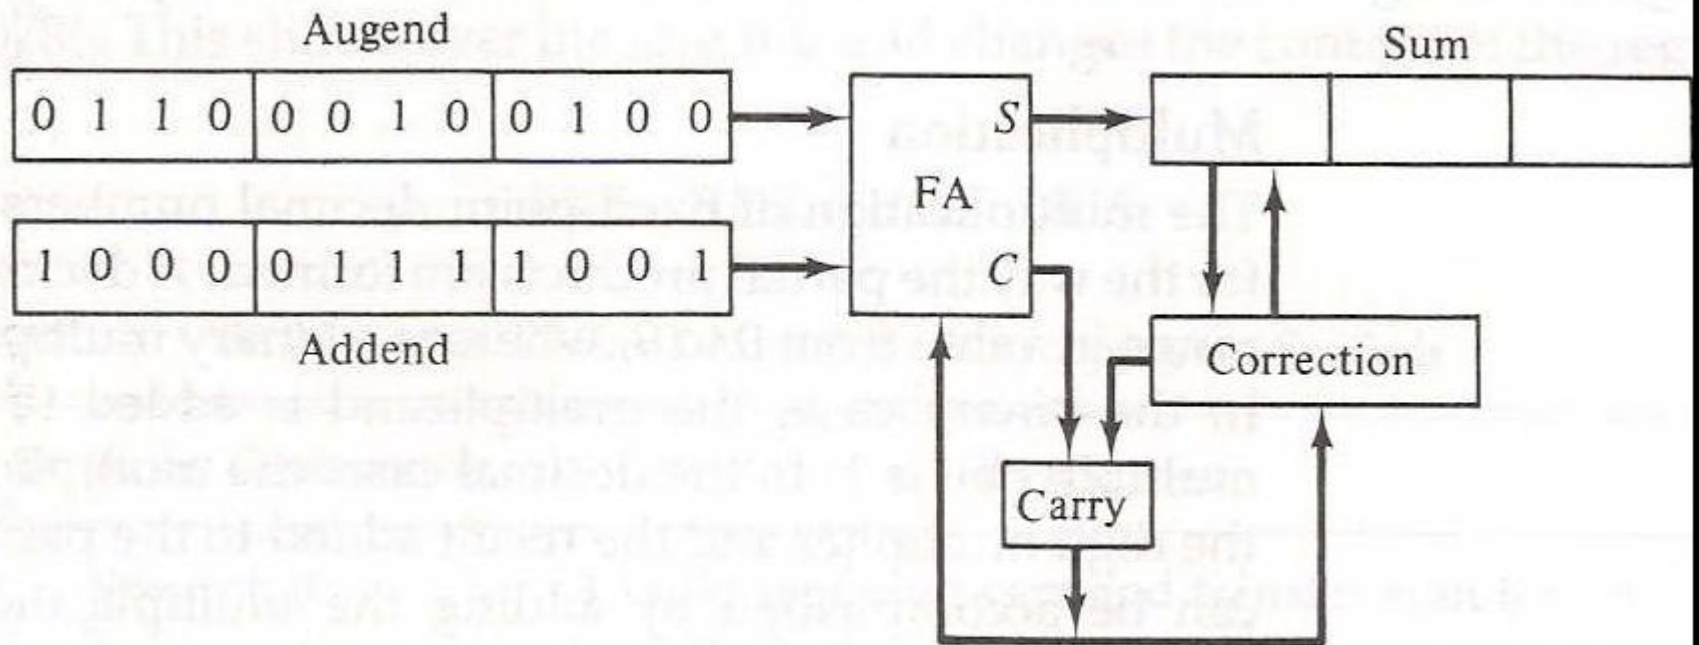 Augend
Sum
0 1 1 0 0 0 1 0 0 1 0 0
S
FA
1 0 0 0 0 1 1 1 1 0 0 1
C
Addend
Correction
Carry